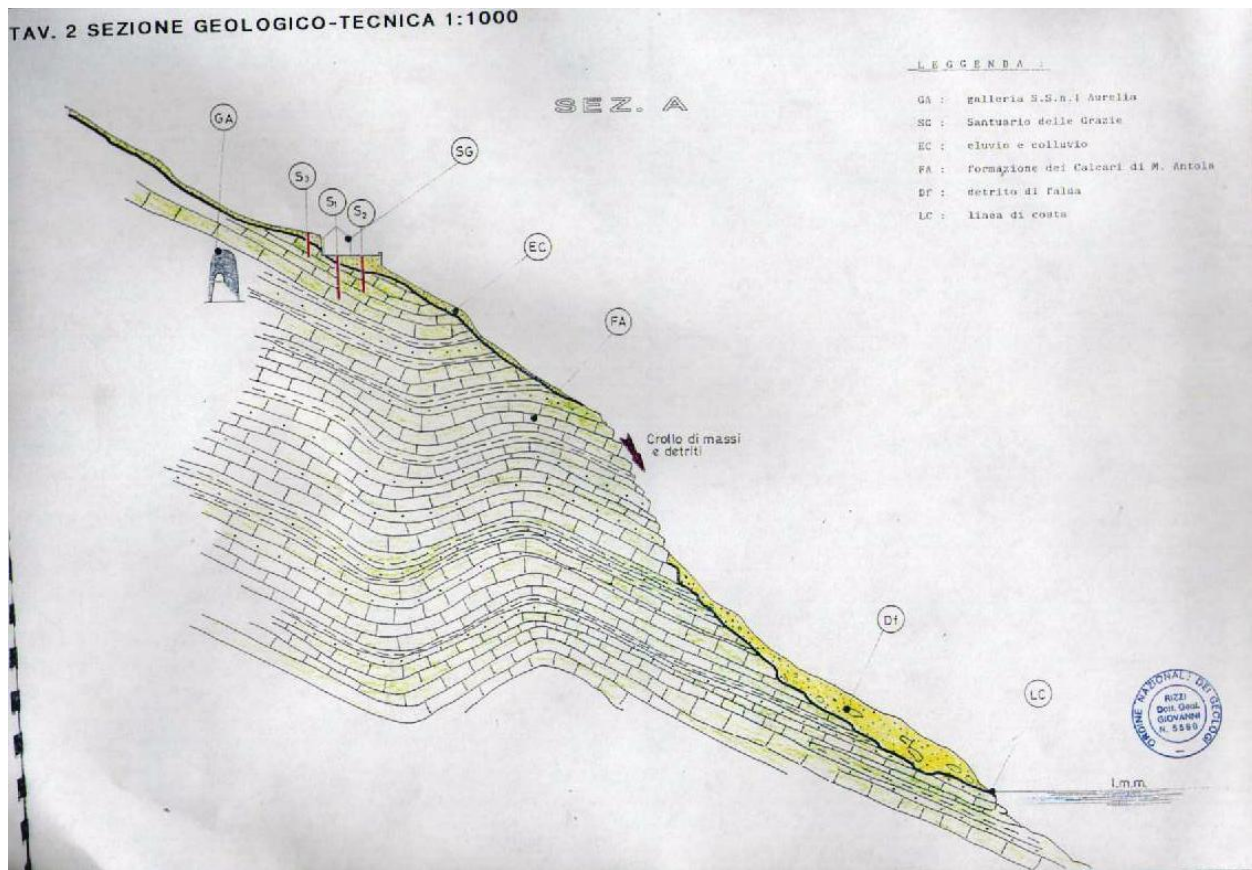 TAV. 2 SEZIONE GEOLOGICO-TECNICA 1:1000
SEZ. A
LEGGENDA :
GA : galleria S.S.n.1 Aurelia
SG : Santuario delle Grazie
EC : eluvio e colluvio
FA : formazione dei Calcari di M. Antola
Df : detrito di falda
LC : linea di costa
GA
SG
S3
S1
S2
EC
FA
Crollo di massi
e detriti
Df
LC
l.m.m.
ORDINE NAZIONALE DEI GEOLOGI
RIZZI
Dott. Geol.
GIOVANNI
N. 5560